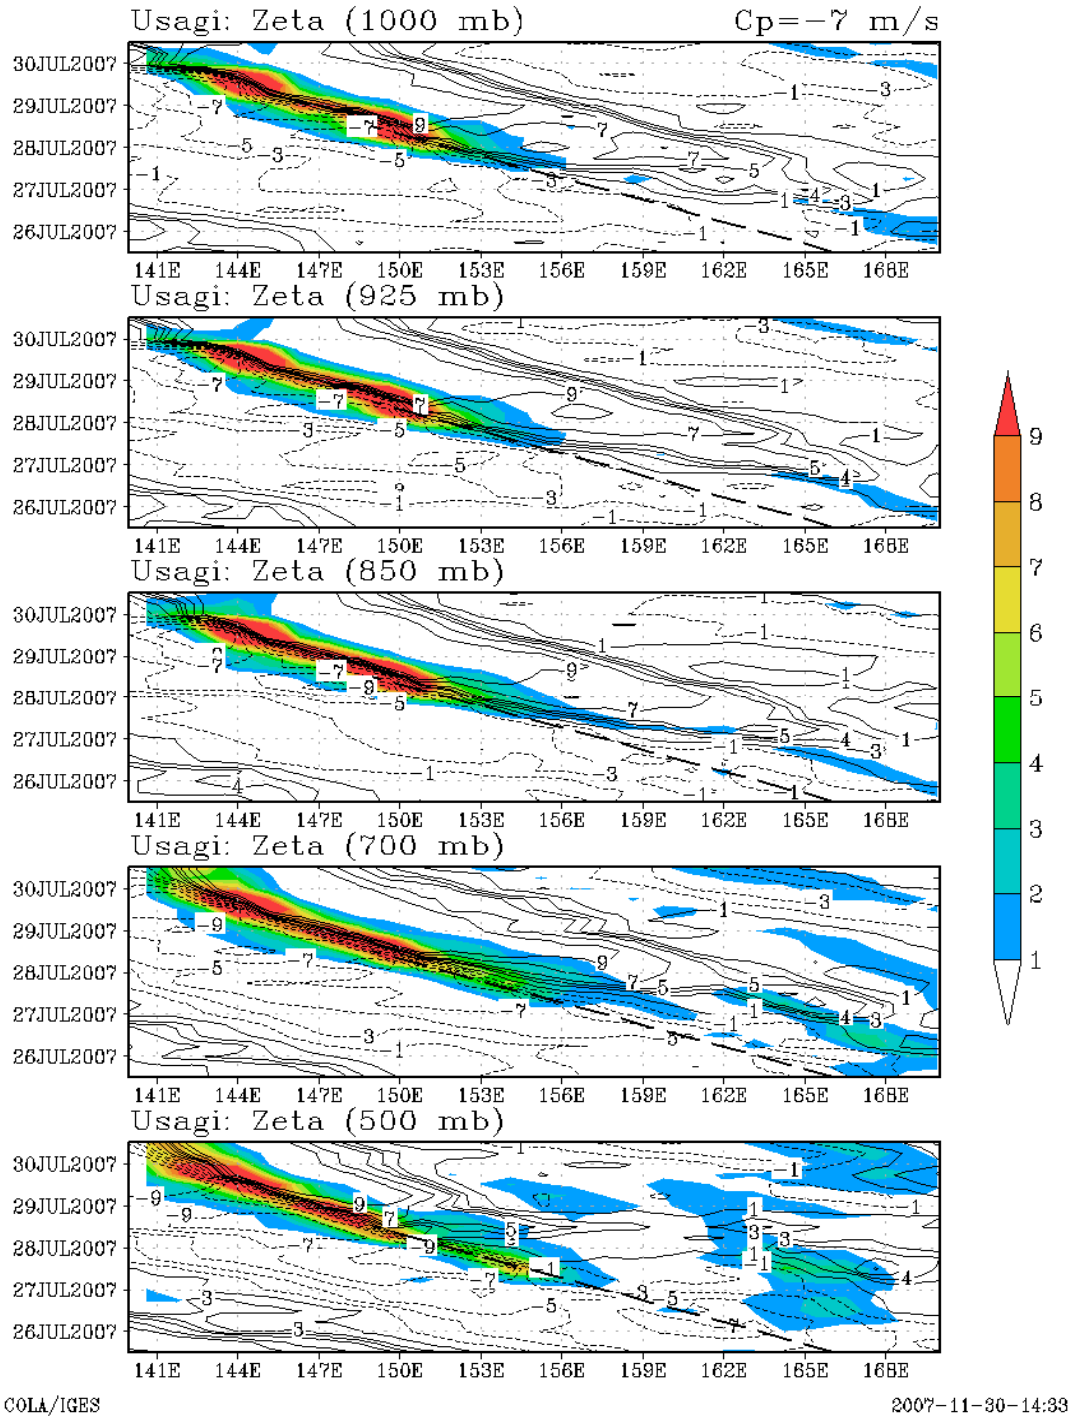 Usagi: Zeta (1000 mb) Cp=-7 m/s
30JUL2007
29JUL2007
28JUL2007
27JUL2007
26JUL2007
141E 144E 147E 150E 153E 156E 159E 162E 165E 168E
Usagi: Zeta (925 mb)
30JUL2007
29JUL2007
28JUL2007
27JUL2007
26JUL2007
141E 144E 147E 150E 153E 156E 159E 162E 165E 168E
Usagi: Zeta (850 mb)
30JUL2007
29JUL2007
28JUL2007
27JUL2007
26JUL2007
141E 144E 147E 150E 153E 156E 159E 162E 165E 168E
Usagi: Zeta (700 mb)
30JUL2007
29JUL2007
28JUL2007
27JUL2007
26JUL2007
141E 144E 147E 150E 153E 156E 159E 162E 165E 168E
Usagi: Zeta (500 mb)
30JUL2007
29JUL2007
28JUL2007
27JUL2007
26JUL2007
141E 144E 147E 150E 153E 156E 159E 162E 165E 168E
9
8
7
6
5
4
3
2
1
COLA/IGES 2007-11-30-14:33